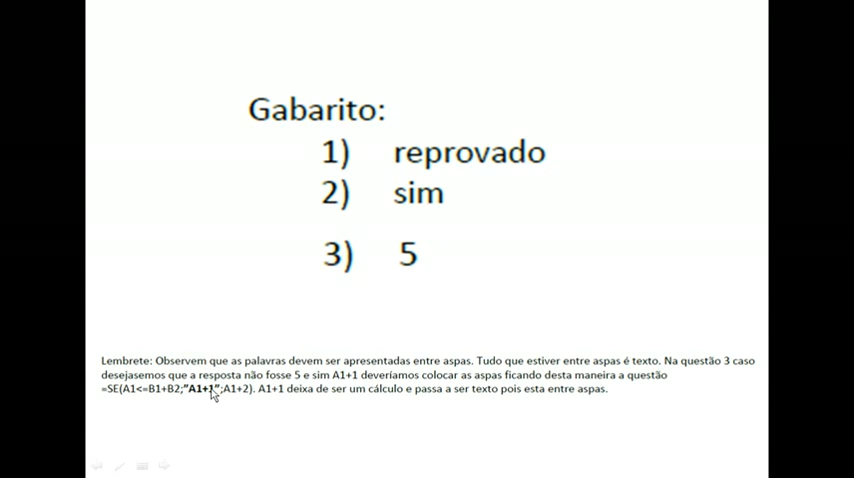 Gabarito:
1) reprovado
2) sim
3) 5
Lembrete: Observem que as palavras devem ser apresentadas entre aspas. Tudo que estiver entre aspas é texto. Na questão 3 caso
desejasemos que a resposta não fosse 5 e sim A1+1 deveríamos colocar as aspas ficando desta maneira a questão
=SE(A1<=B1+B2;"A1+1";A1+2). A1+1 deixa de ser um cálculo e passa a ser texto pois esta entre aspas.